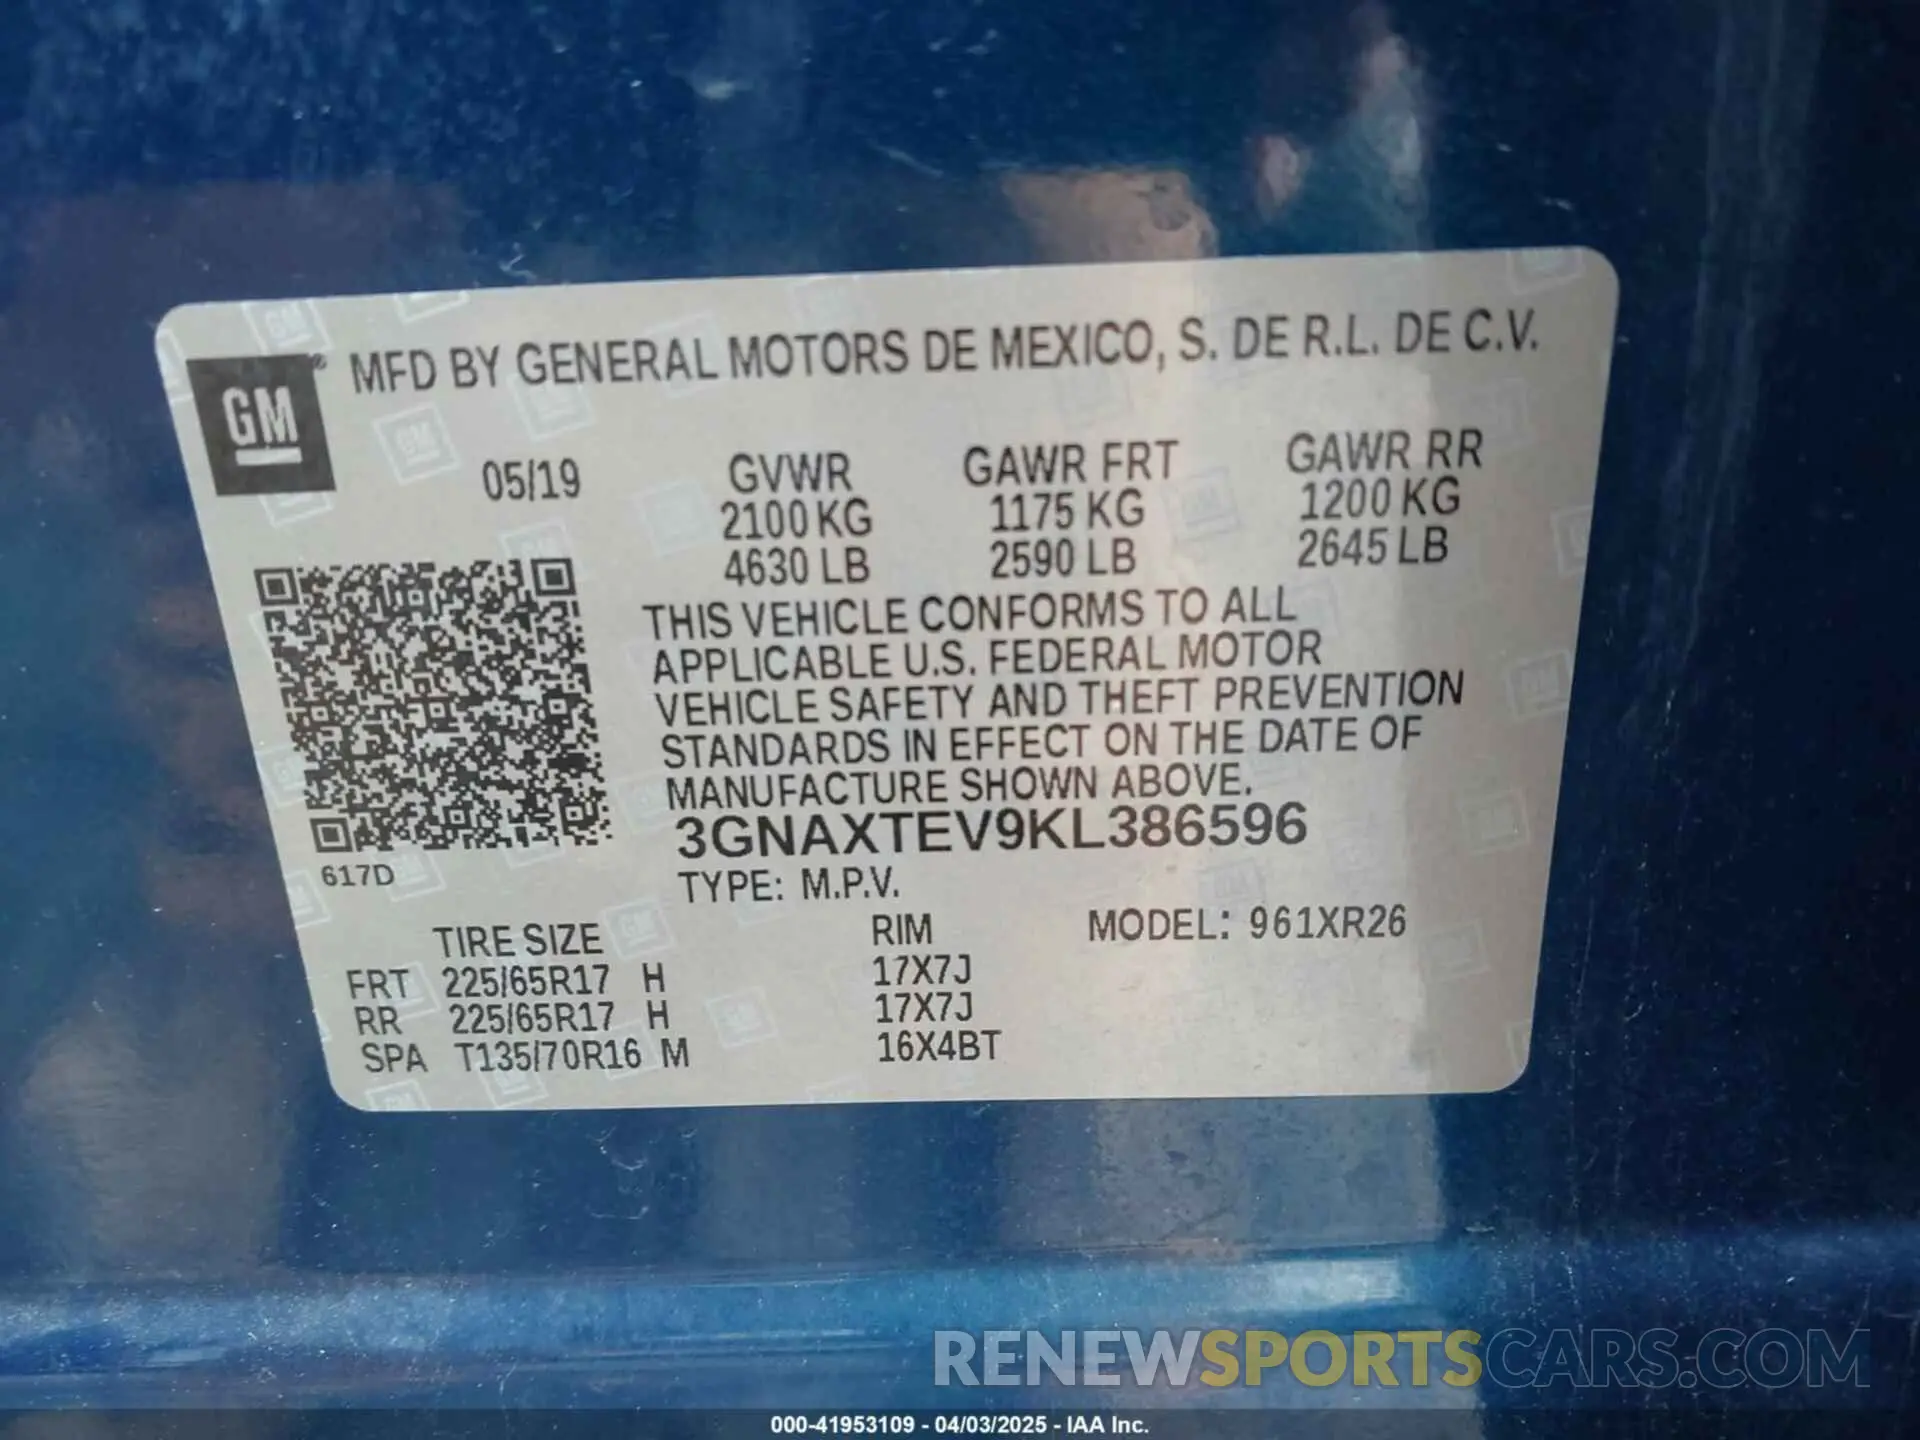 GM ® MFD BY GENERAL MOTORS DE MEXICO, S. DE R.L. DE C.V.
05/19 GVWR GAWR FRT GAWR RR
2100 KG 1175 KG 1200 KG
4630 LB 2590 LB 2645 LB
THIS VEHICLE CONFORMS TO ALL
APPLICABLE U.S. FEDERAL MOTOR
VEHICLE SAFETY AND THEFT PREVENTION
STANDARDS IN EFFECT ON THE DATE OF
MANUFACTURE SHOWN ABOVE.
3GNAXTEV9KL386596
617D
TYPE: M.P.V.
TIRE SIZE RIM MODEL: 961XR26
FRT 225/65R17 H 17X7J
RR 225/65R17 H 17X7J
SPA T135/70R16 M 16X4BT
RENEWSPORTSCARS.COM
000-41953109 - 04/03/2025 - IAA Inc.